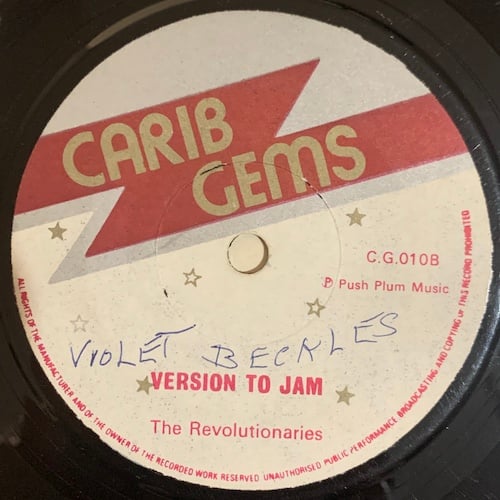 CARIB
GEMS
C.G.010B
℗ Push Plum Music
VIOLET BECKLES
VERSION TO JAM
The Revolutionaries
ALL RIGHTS OF THE MANUFACTURER AND OF THE OWNER OF THE RECORDED WORK RESERVED UNAUTHORISED PUBLIC PERFORMANCE BROADCASTING AND COPYING OF THIS RECORD PROHIBITED